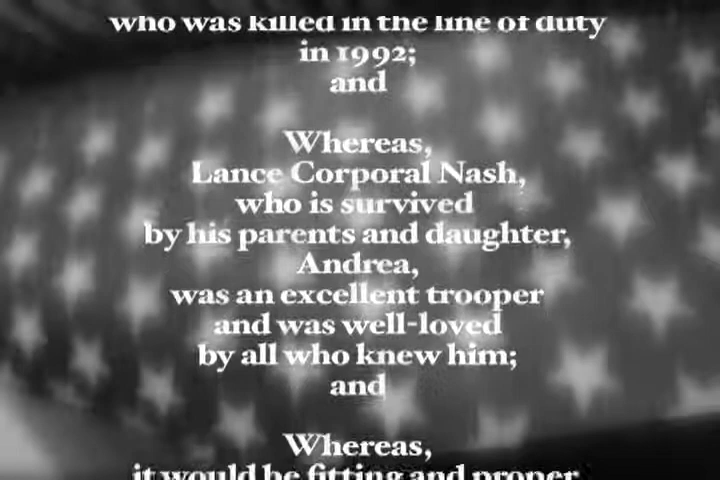 who was killed in the line of duty
in 1992;
and
Whereas,
Lance Corporal Nash,
who is survived
by his parents and daughter,
Andrea,
was an excellent trooper
and was well-loved
by all who knew him;
and
Whereas,
it would be fitting and proper